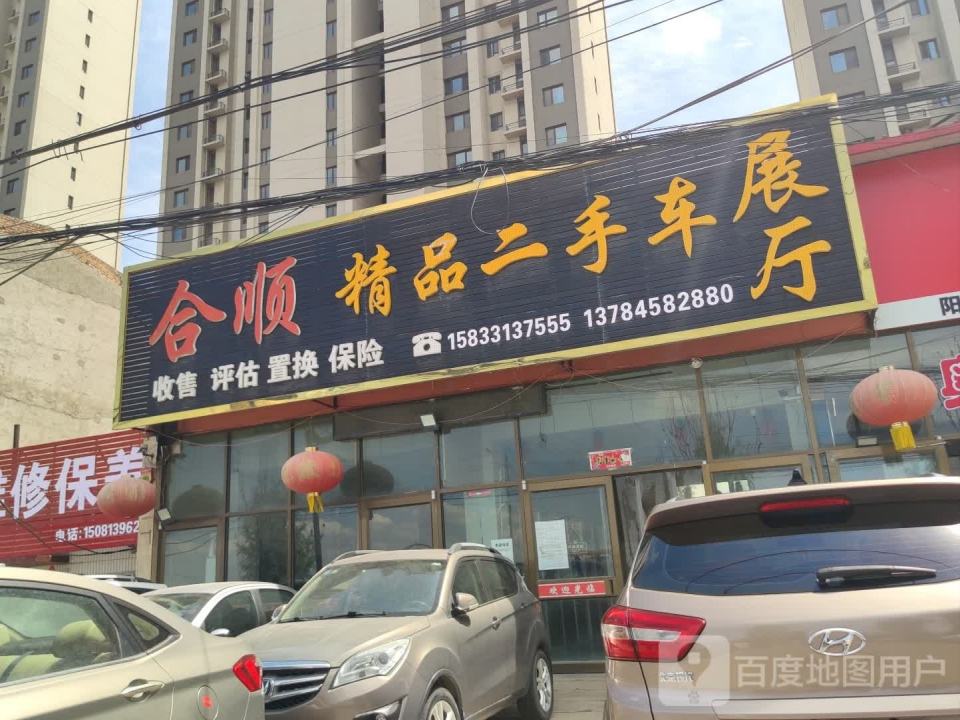 合顺 精品二手车展厅
收售 评估 置换 保险 ☎15833137555 13784582880
修保养
电话:15081396
阳
欢迎光临
百度地图用户